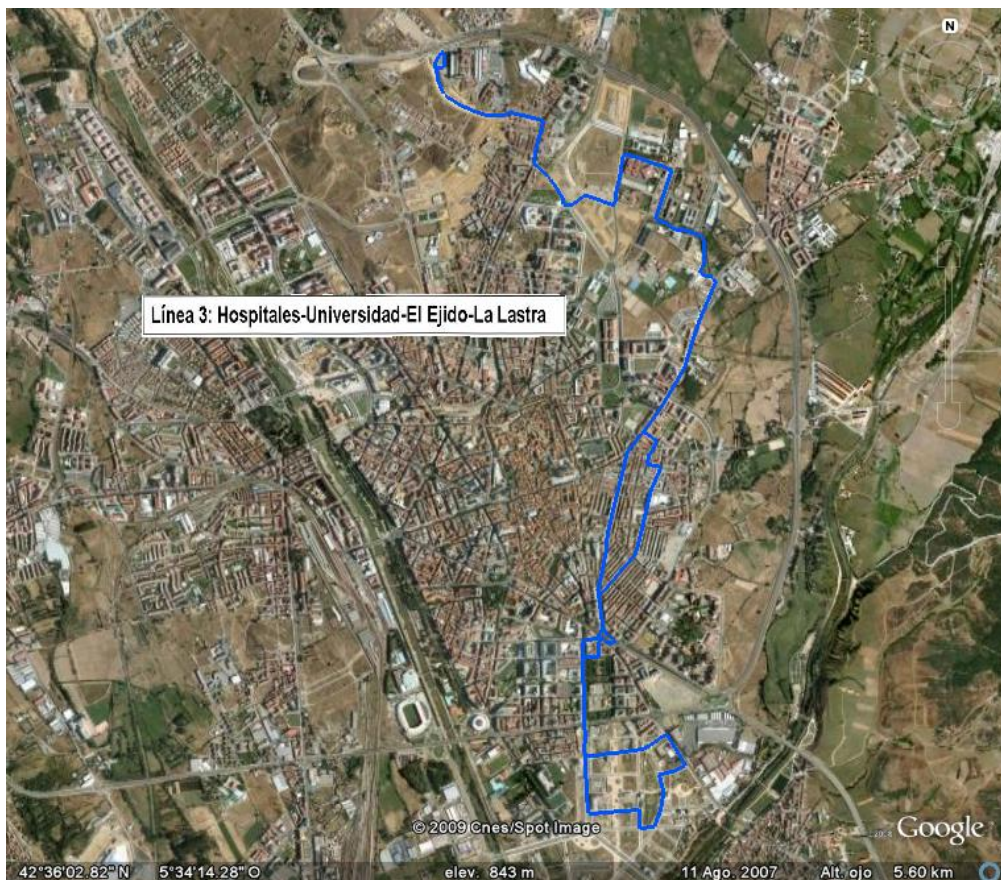 N
Línea 3: Hospitales-Universidad-El Ejido-La Lastra
© 2009 Cnes/Spot Image
Google
42°36'02.82" N 5°34'14.28" O elev. 843 m 11 Ago. 2007 Alt. ojo 5.60 km